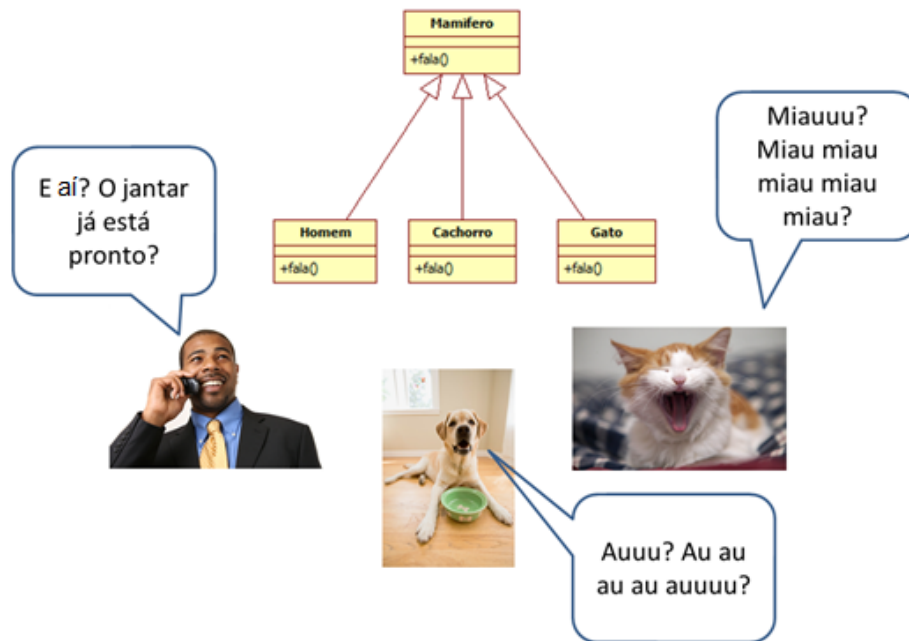 Mamifero
+fala()
Miauuu?
Miau miau
miau miau
miau?
E aí? O jantar
já está
pronto?
Homem
+fala()
Cachorro
+fala()
Gato
+fala()
Auuu? Au au
au au auuuu?